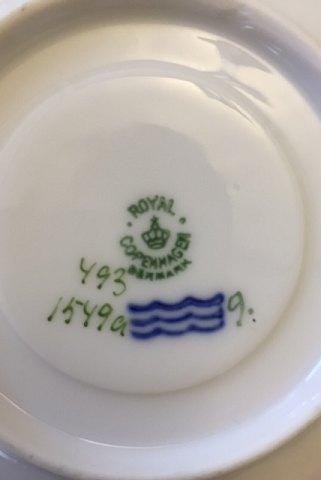 ROYAL
COPENHAGEN
DENMARK
493
1549a 9.